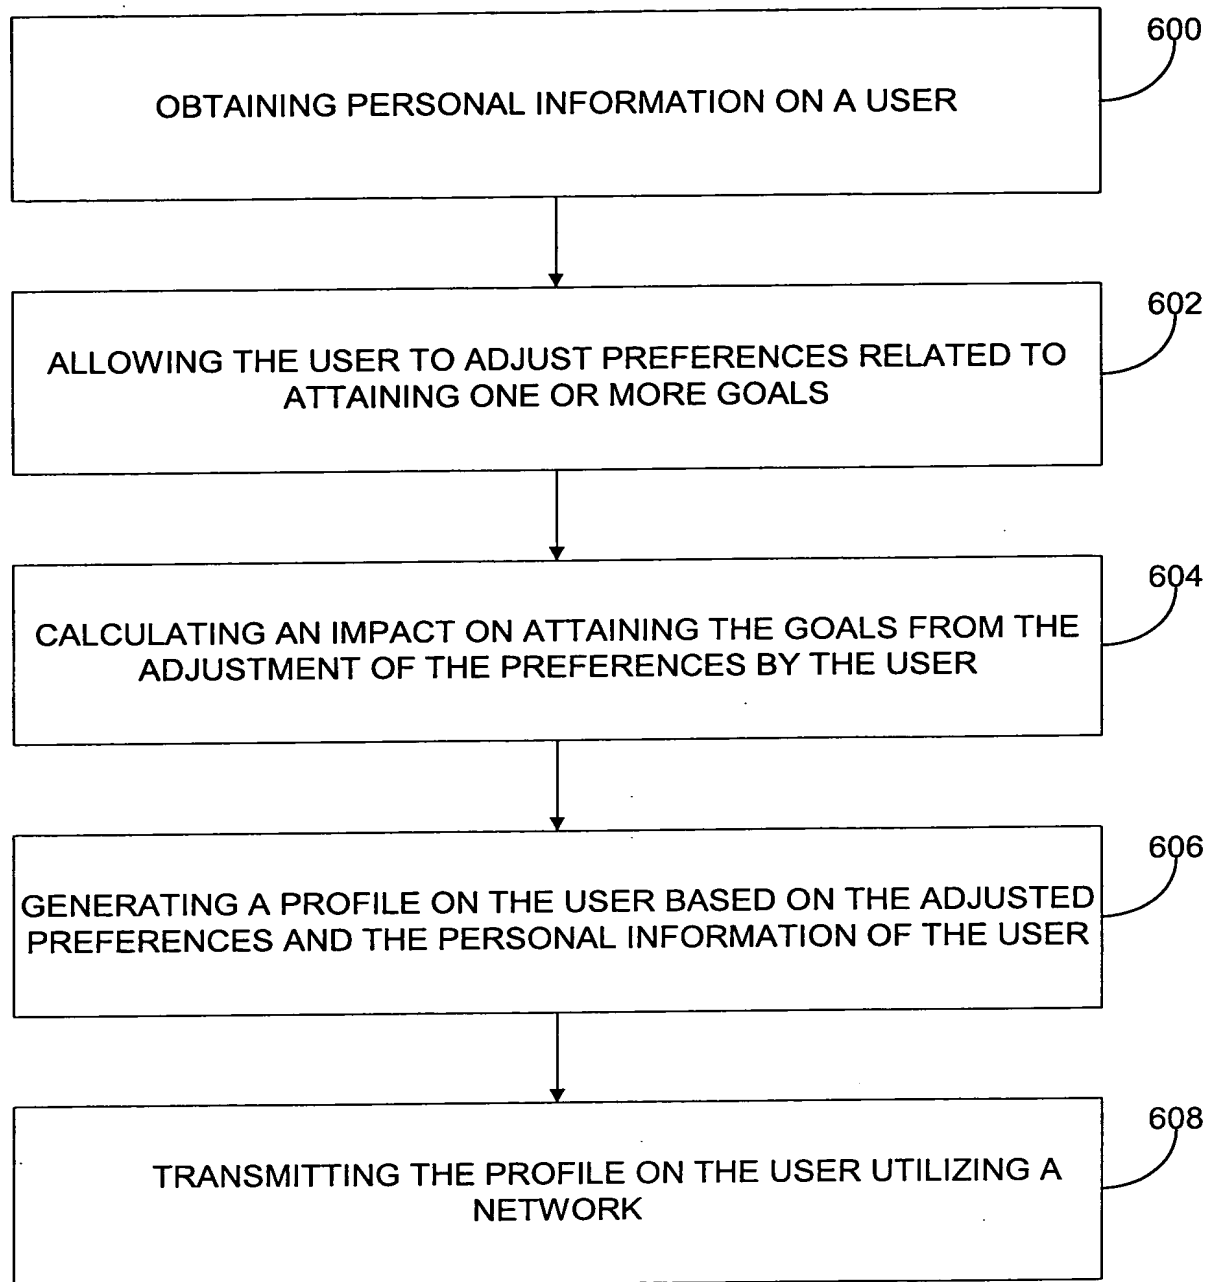 600
OBTAINING PERSONAL INFORMATION ON A USER
602
ALLOWING THE USER TO ADJUST PREFERENCES RELATED TO
ATTAINING ONE OR MORE GOALS
604
CALCULATING AN IMPACT ON ATTAINING THE GOALS FROM THE
ADJUSTMENT OF THE PREFERENCES BY THE USER
606
GENERATING A PROFILE ON THE USER BASED ON THE ADJUSTED
PREFERENCES AND THE PERSONAL INFORMATION OF THE USER
608
TRANSMITTING THE PROFILE ON THE USER UTILIZING A
NETWORK